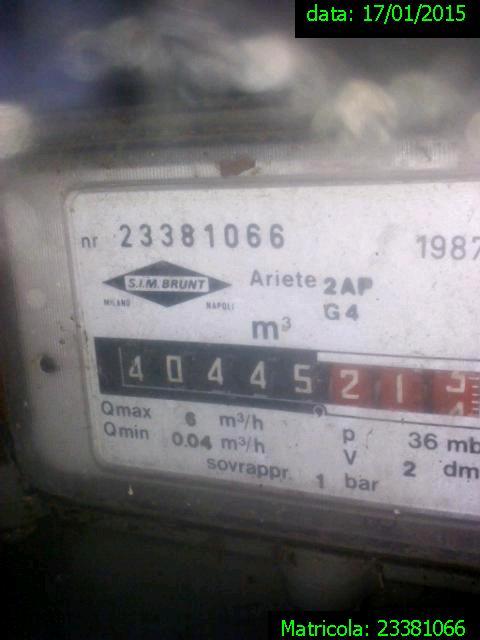 data: 17/01/2015
nr 23381066
1987
S.I.M. BRUNT
MILANO NAPOLI
Ariete 2AP
G4
m³
40445 21
Qmax 6 m³/h
Qmin 0.04 m³/h
p 36 mb
V 2 dm
sovrappr. 1 bar
Matricola: 23381066